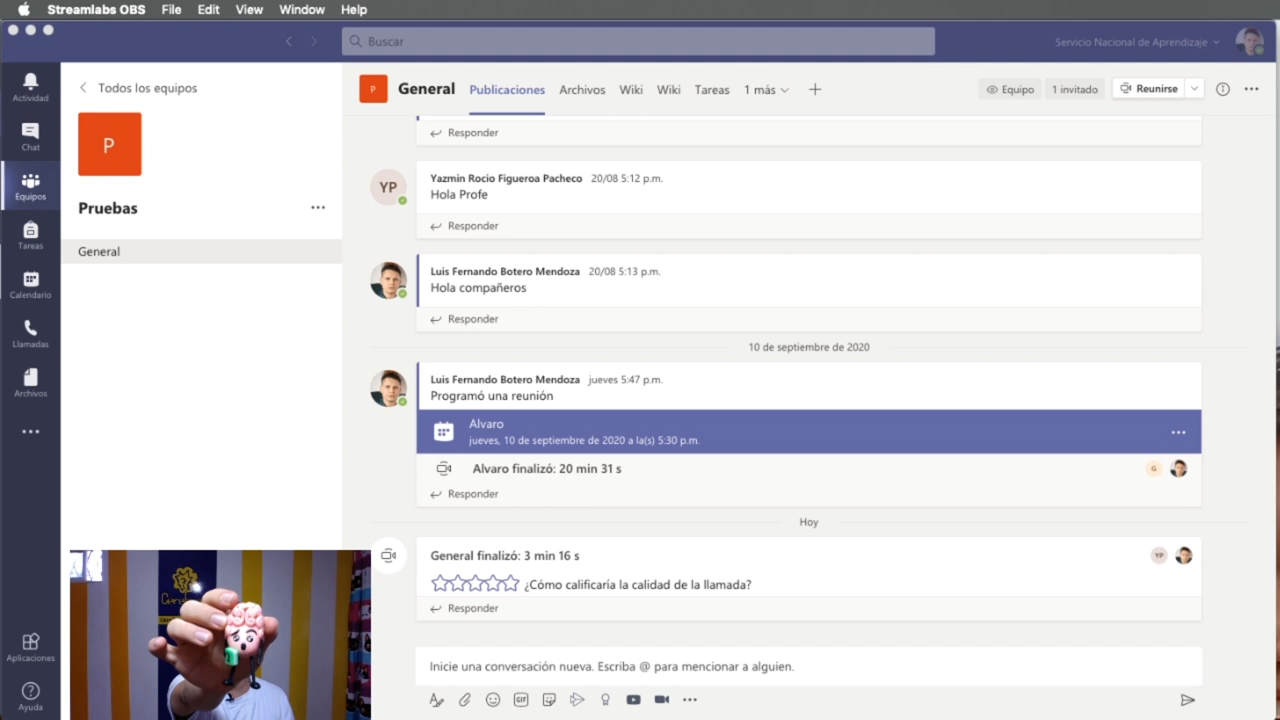 Streamlabs OBS File Edit View Window Help
Buscar
Servicio Nacional de Aprendizaje
Actividad
Chat
Equipos
Tareas
Calendario
Llamadas
Archivos
Aplicaciones
Ayuda
Todos los equipos
P
Pruebas
General
P
General Publicaciones Archivos Wiki Wiki Tareas 1 más
Equipo 1 invitado Reunirse
Responder
YP
Yazmin Rocio Figueroa Pacheco 20/08 5:12 p.m.
Hola Profe
Responder
Luis Fernando Botero Mendoza 20/08 5:13 p.m.
Hola compañeros
Responder
10 de septiembre de 2020
Luis Fernando Botero Mendoza jueves 5:47 p.m.
Programó una reunión
Alvaro
jueves, 10 de septiembre de 2020 a la(s) 5:30 p.m.
Alvaro finalizó: 20 min 31 s
G
Responder
Hoy
General finalizó: 3 min 16 s
YP
¿Cómo calificaría la calidad de la llamada?
Responder
Inicie una conversación nueva. Escriba @ para mencionar a alguien.
GIF